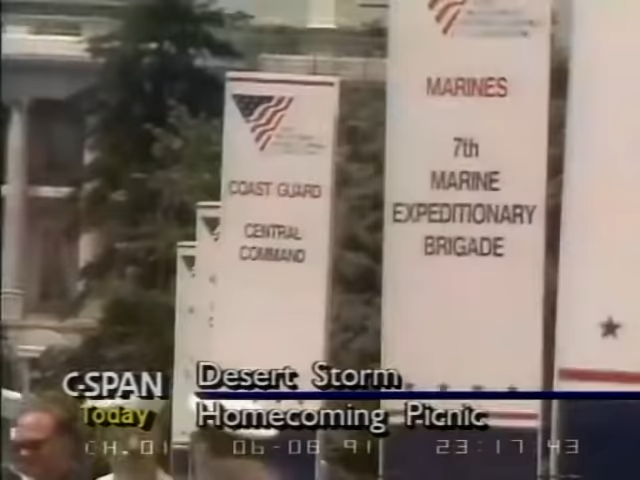 MARINES
7th
MARINE
EXPEDITIONARY
BRIGADE
COAST GUARD
CENTRAL
COMMAND
C-SPAN
Today
Desert Storm
Homecoming Picnic
CH.01 06-08 91 23:17 43